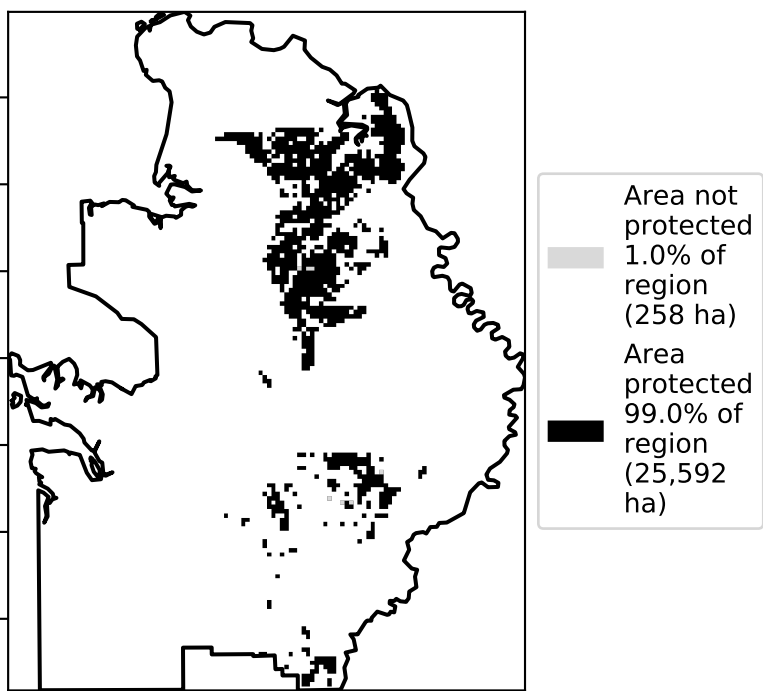 Area not
protected
1.0% of
region
(258 ha)
Area
protected
99.0% of
region
(25,592
ha)